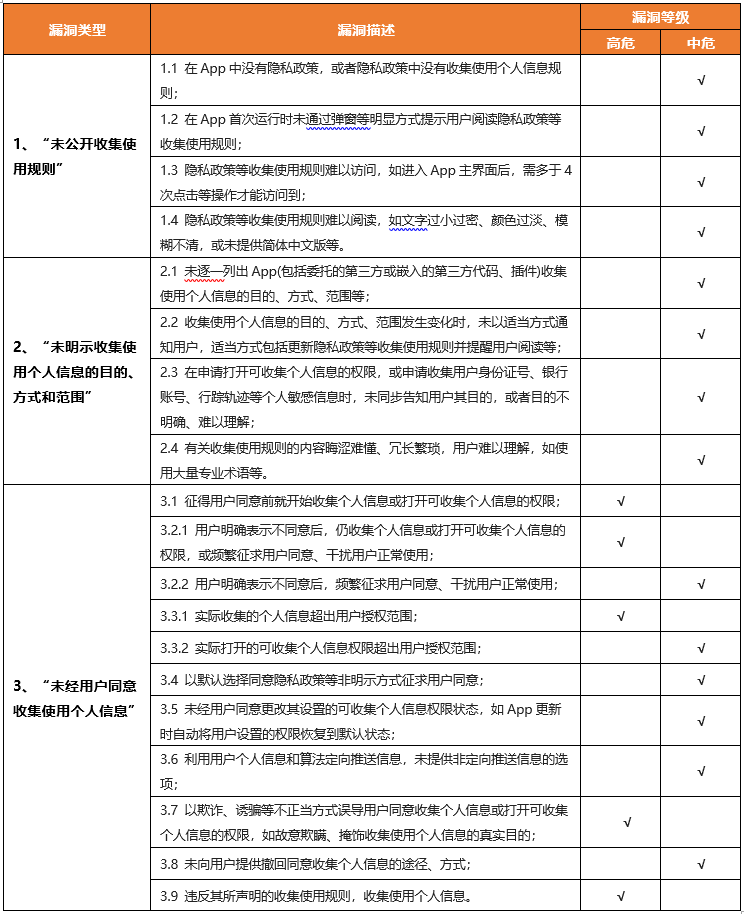 漏洞类型
漏洞描述
漏洞等级
高危
中危
1、“未公开收集使
用规则”
1.1 在 App 中没有隐私政策，或者隐私政策中没有收集使用个人信息规
则；
√
1.2 在 App 首次运行时未通过弹窗等明显方式提示用户阅读隐私政策等
收集使用规则；
√
1.3 隐私政策等收集使用规则难以访问，如进入 App 主界面后，需多于 4
次点击等操作才能访问到；
√
1.4 隐私政策等收集使用规则难以阅读，如文字过小过密、颜色过淡、模
糊不清，或未提供简体中文版等。
√
2、“未明示收集使
用个人信息的目的、
方式和范围”
2.1 未逐一列出 App(包括委托的第三方或嵌入的第三方代码、插件)收集
使用个人信息的目的、方式、范围等；
√
2.2 收集使用个人信息的目的、方式、范围发生变化时，未以适当方式通
知用户，适当方式包括更新隐私政策等收集使用规则并提醒用户阅读等；
√
2.3 在申请打开可收集个人信息的权限，或申请收集用户身份证号、银行
账号、行踪轨迹等个人敏感信息时，未同步告知用户其目的，或者目的不
明确、难以理解；
√
2.4 有关收集使用规则的内容晦涩难懂、冗长繁琐，用户难以理解，如使
用大量专业术语等。
√
3、“未经用户同意
收集使用个人信息”
3.1 征得用户同意前就开始收集个人信息或打开可收集个人信息的权限；
√
3.2.1 用户明确表示不同意后，仍收集个人信息或打开可收集个人信息的
权限，或频繁征求用户同意、干扰用户正常使用；
√
3.2.2 用户明确表示不同意后，频繁征求用户同意、干扰用户正常使用；
√
3.3.1 实际收集的个人信息超出用户授权范围；
√
3.3.2 实际打开的可收集个人信息权限超出用户授权范围；
√
3.4 以默认选择同意隐私政策等非明示方式征求用户同意；
√
3.5 未经用户同意更改其设置的可收集个人信息权限状态，如 App 更新
时自动将用户设置的权限恢复到默认状态；
√
3.6 利用用户个人信息和算法定向推送信息，未提供非定向推送信息的选
项；
√
3.7 以欺诈、诱骗等不正当方式误导用户同意收集个人信息或打开可收集
个人信息的权限，如故意欺瞒、掩饰收集使用个人信息的真实目的；
√
3.8 未向用户提供撤回同意收集个人信息的途径、方式；
√
3.9 违反其所声明的收集使用规则，收集使用个人信息。
√